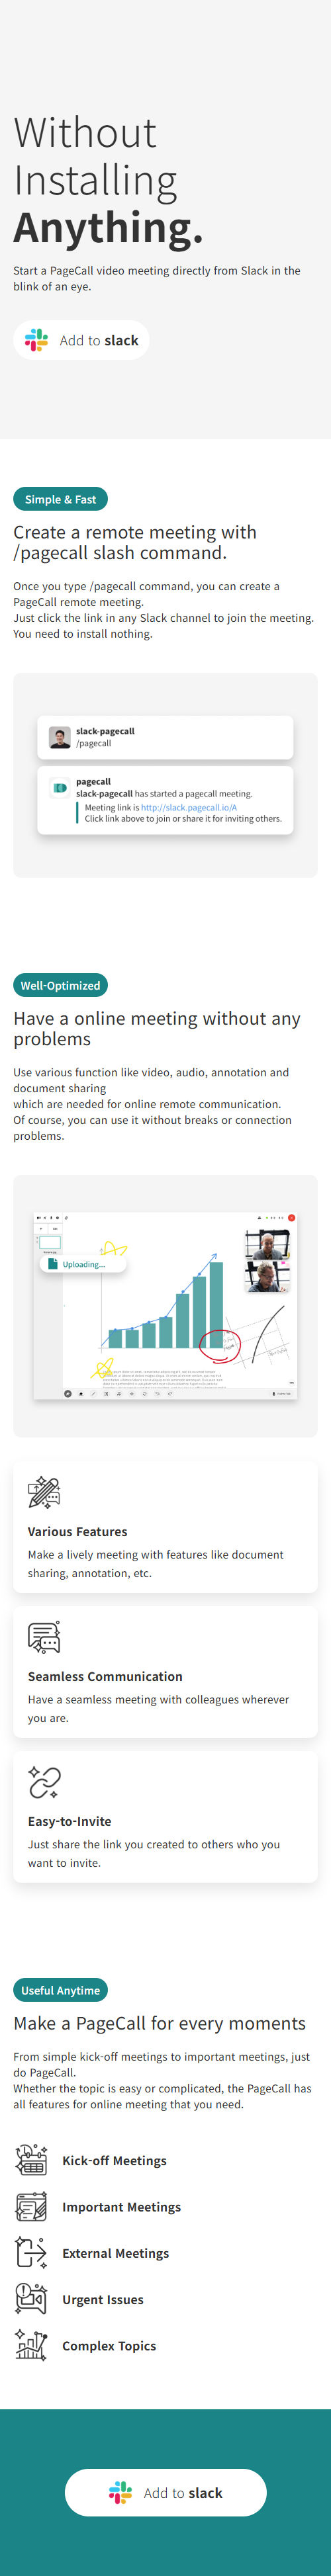 Without
Installing
Anything.
Start a PageCall video meeting directly from Slack in the
blink of an eye.
Add to slack
Simple & Fast
Create a remote meeting with
/pagecall slash command.
Once you type /pagecall command, you can create a
PageCall remote meeting.
Just click the link in any Slack channel to join the meeting.
You need to install nothing.
slack-pagecall
/pagecall
pagecall
slack-pagecall has started a pagecall meeting.
Meeting link is http://slack.pagecall.io/A
Click link above to join or share it for inviting others.
Well-Optimized
Have a online meeting without any
problems
Use various function like video, audio, annotation and
document sharing
which are needed for online remote communication.
Of course, you can use it without breaks or connection
problems.
Uploading...
Various Features
Make a lively meeting with features like document
sharing, annotation, etc.
Seamless Communication
Have a seamless meeting with colleagues wherever
you are.
Easy-to-Invite
Just share the link you created to others who you
want to invite.
Useful Anytime
Make a PageCall for every moments
From simple kick-off meetings to important meetings, just
do PageCall.
Whether the topic is easy or complicated, the PageCall has
all features for online meeting that you need.
Kick-off Meetings
Important Meetings
External Meetings
Urgent Issues
Complex Topics
Add to slack